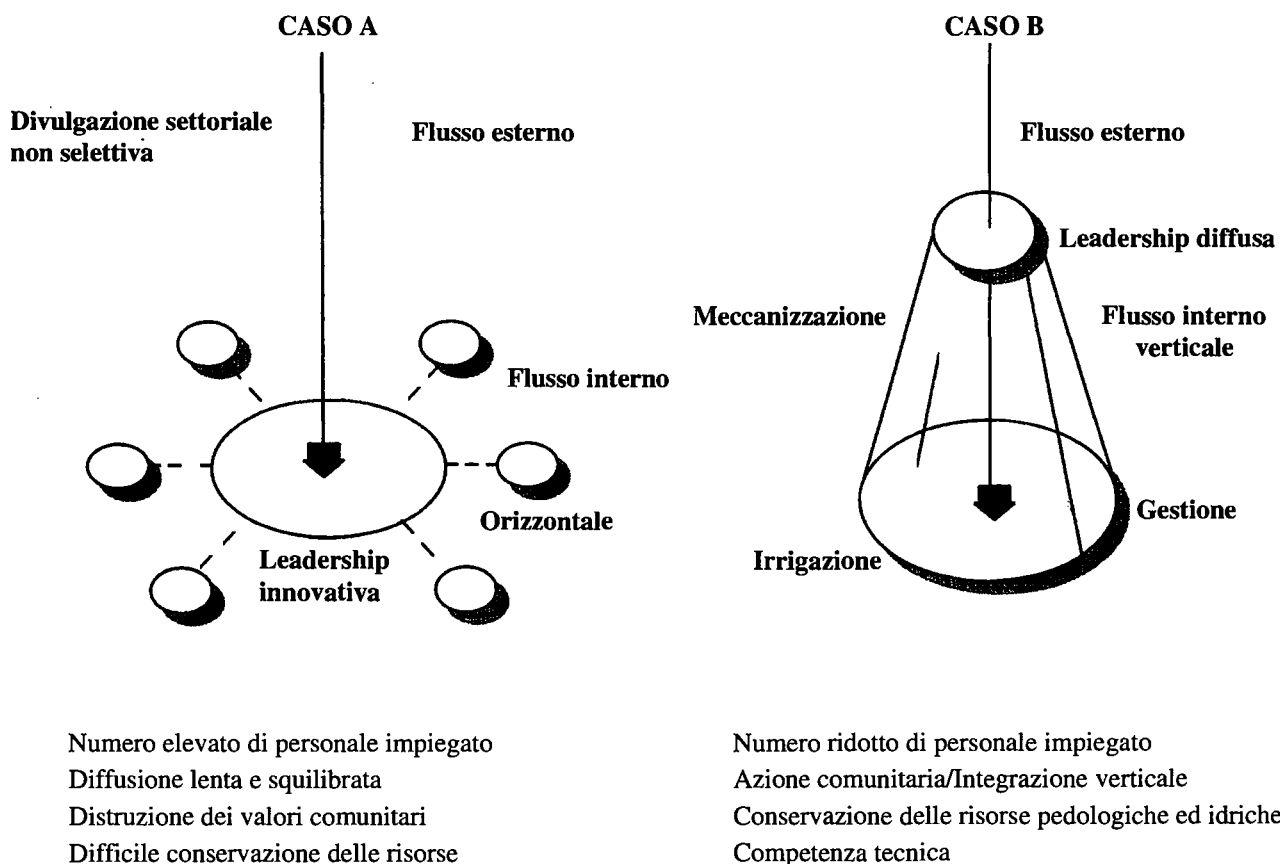 CASO A
Divulgazione settoriale
non selettiva
Flusso esterno
Flusso interno
Orizzontale
Leadership
innovativa
Numero elevato di personale impiegato
Diffusione lenta e squilibrata
Distruzione dei valori comunitari
Difficile conservazione delle risorse
CASO B
Flusso esterno
Leadership diffusa
Meccanizzazione
Flusso interno
verticale
Gestione
Irrigazione
Numero ridotto di personale impiegato
Azione comunitaria/Integrazione verticale
Conservazione delle risorse pedologiche ed idriche
Competenza tecnica